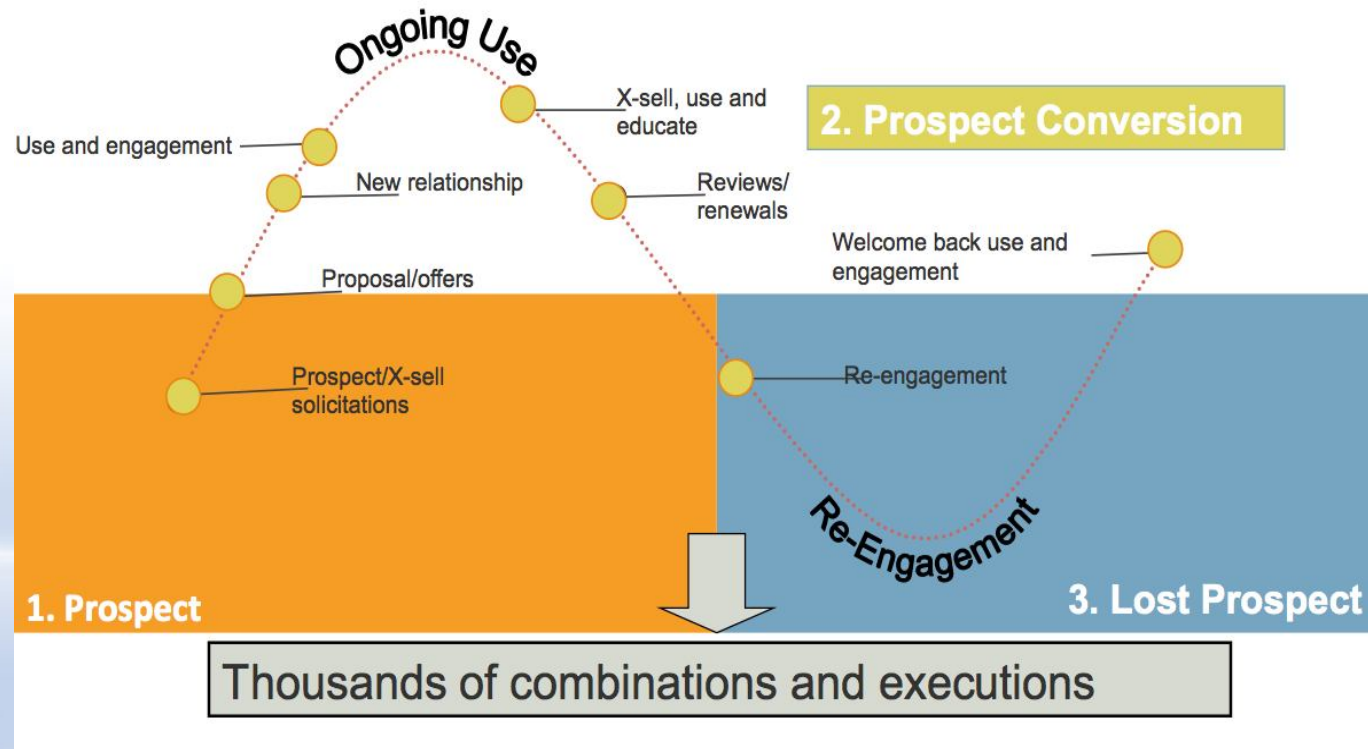 Ongoing Use
X-sell, use and
educate
2. Prospect Conversion
Use and engagement
New relationship
Reviews/
renewals
Welcome back use and
engagement
Proposal/offers
Prospect/X-sell
solicitations
Re-engagement
Re-Engagement
1. Prospect
3. Lost Prospect
Thousands of combinations and executions